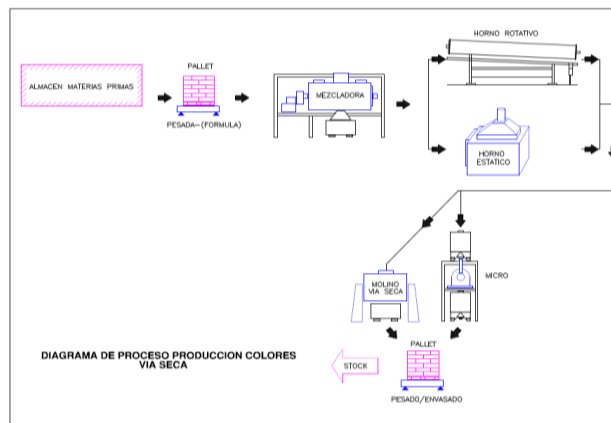 HORNO ROTATIVO
PALLET
ALMACÉN MATERIAS PRIMAS
MEZCLADORA
PESADA-(FORMULA)
HORNO
ESTATICO
MOLINO
VIA SECA
MICRO
PALLET
DIAGRAMA DE PROCESO PRODUCCION COLORES
VIA SECA
STOCK
PESADO/ENVASADO